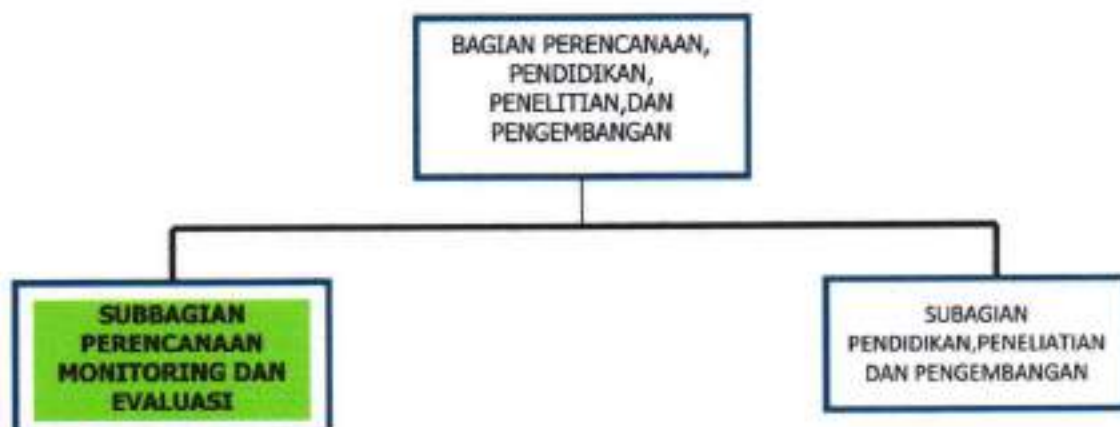 BAGIAN PERENCANAAN,
PENDIDIKAN,
PENELITIAN,DAN
PENGEMBANGAN
SUBBAGIAN
PERENCANAAN
MONITORING DAN
EVALUASI
SUBAGIAN
PENDIDIKAN,PENELIATIAN
DAN PENGEMBANGAN